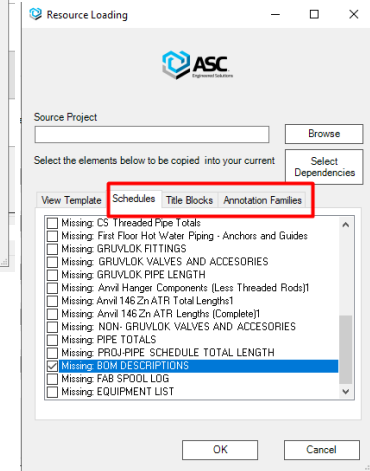 Resource Loading
ASC
Engineered Solutions
Source Project
Browse
Select the elements below to be copied into your current
Select
Dependencies
View Template Schedules Title Blocks Annotation Families
Missing: CS Threaded Pipe Totals
Missing: First Floor Hot Water Piping - Anchors and Guides
Missing: GRUVLOK FITTINGS
Missing: GRUVLOK VALVES AND ACCESORIES
Missing: GRUVLOK PIPE LENGTH
Missing: Anvil Hanger Components (Less Threaded Rods)1
Missing: Anvil 146 Zn ATR Total Lengths1
Missing: Anvil 146 Zn ATR Lengths (Complete)1
Missing: NON- GRUVLOK VALVES AND ACCESORIES
Missing: PIPE TOTALS
Missing: PROJ-PIPE SCHEDULE TOTAL LENGTH
Missing: BOM DESCRIPTIONS
Missing: FAB SPOOL LOG
Missing: EQUIPMENT LIST
OK Cancel